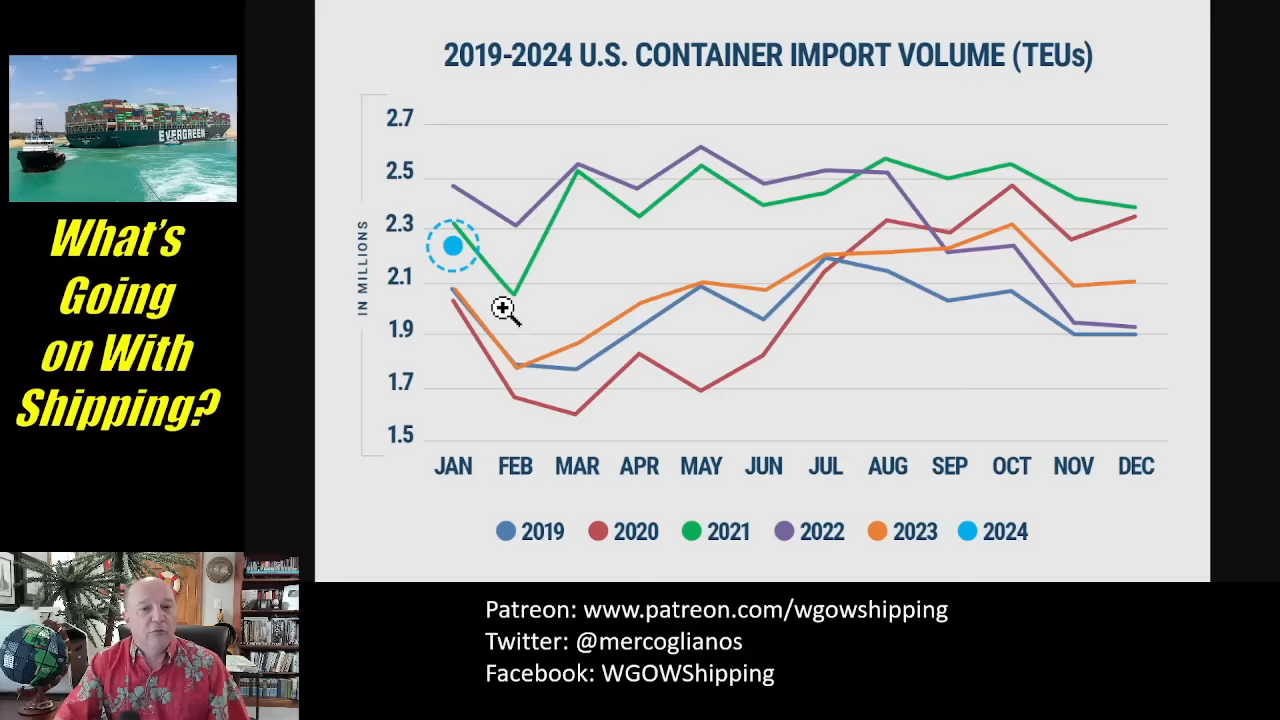 2019-2024 U.S. CONTAINER IMPORT VOLUME (TEUs)
2.7
2.5
2.3
2.1
1.9
1.7
1.5
IN MILLIONS
JAN FEB MAR APR MAY JUN JUL AUG SEP OCT NOV DEC
2019 2020 2021 2022 2023 2024
EVERGREEN
What's
Going
on With
Shipping?
Patreon: www.patreon.com/wgowshipping
Twitter: @mercoglianos
Facebook: WGOWShipping